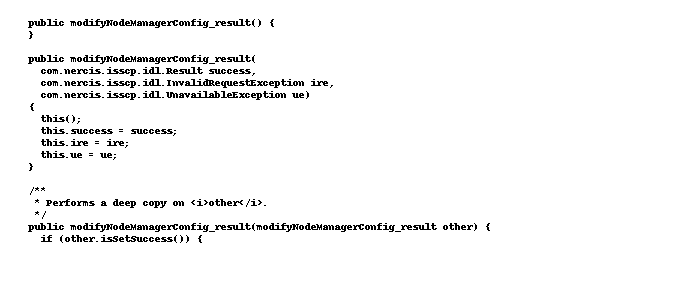 public modifyNodeManagerConfig_result() {
}
public modifyNodeManagerConfig_result(
com.nercis.isscp.idl.Result success,
com.nercis.isscp.idl.InvalidRequestException ire,
com.nercis.isscp.idl.UnavailableException ue)
{
this();
this.success = success;
this.ire = ire;
this.ue = ue;
}
/**
* Performs a deep copy on <i>other</i>.
*/
public modifyNodeManagerConfig_result(modifyNodeManagerConfig_result other) {
if (other.isSetSuccess()) {